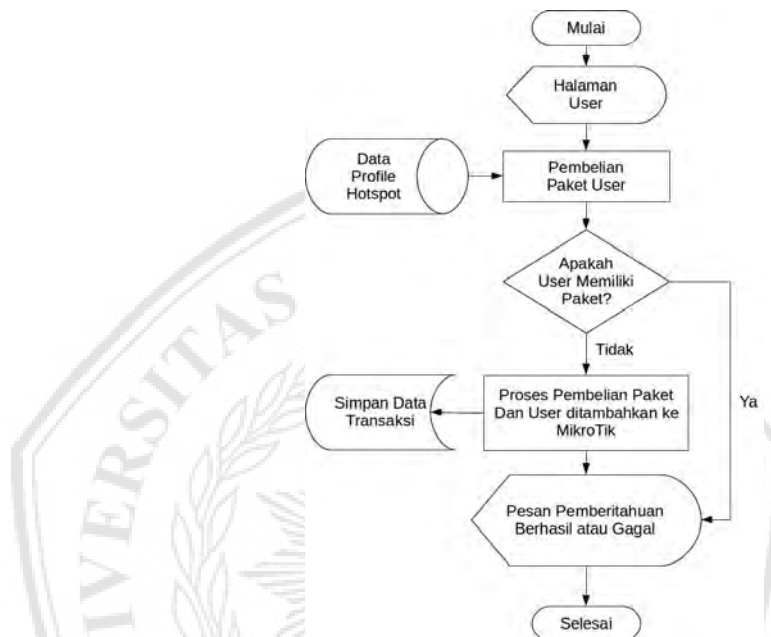 Mulai
Halaman
User
Data
Profile
Hotspot
Pembelian
Paket User
Apakah
User Memiliki
Paket?
Tidak
Ya
Simpan Data
Transaksi
Proses Pembelian Paket
Dan User ditambahkan ke
MikroTik
Pesan Pemberitahuan
Berhasil atau Gagal
Selesai